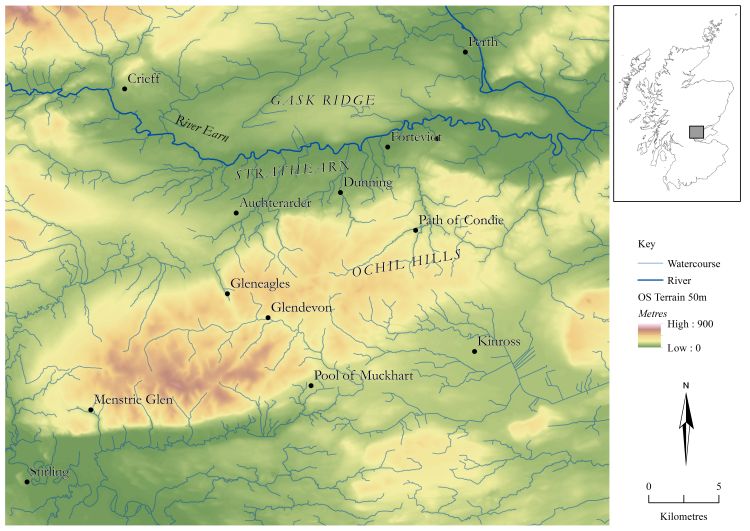 Perth
Crieff
GASK RIDGE
River Earn
Forteviot
STRATHEARN
Dunning
Auchterarder
Path of Condie
OCHIL HILLS
Gleneagles
Glendevon
Kinross
Pool of Muckhart
Menstrie Glen
Stirling
Key
Watercourse
River
OS Terrain 50m
Metres
High : 900
Low : 0
N
0 5
Kilometres